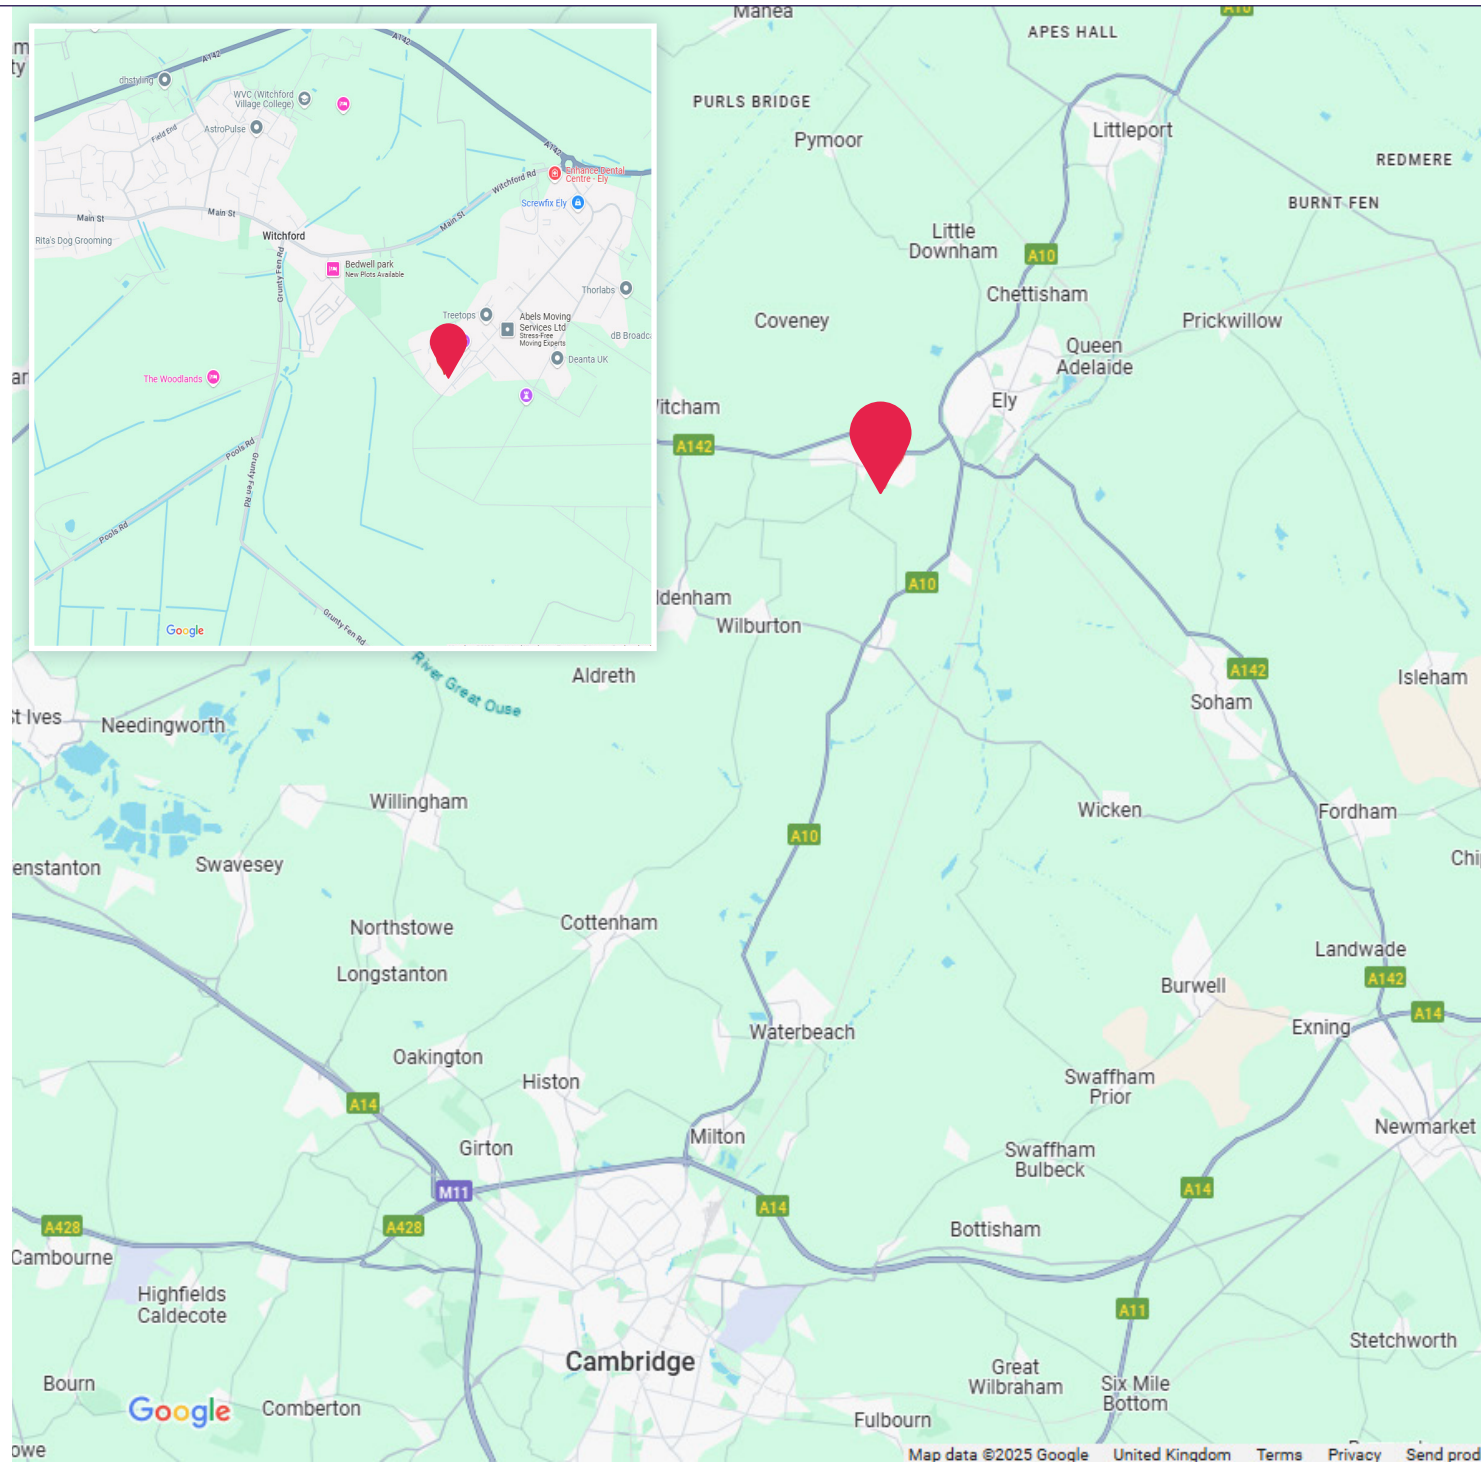 A142
dhstyling
WVC (Witchford
Village College)
AstroPulse
Field End
A142
Enhance Dental
Centre - Ely
Witchford Rd
Screwfix Ely
Main St
Main St
Main St
Witchford
Rita's Dog Grooming
Grunty Fen Rd
Bedwell park
New Plots Available
Thorlabs
Treetops
Abels Moving
Services Ltd
Stress-Free
Moving Experts
dB Broadca
Deanta UK
The Woodlands
Pools Rd
Grunty Fen Rd
Pools Rd
Grunty Fen Rd
Google
Manea
A10
APES HALL
PURLS BRIDGE
Pymoor
Littleport
REDMERE
BURNT FEN
Little
Downham
A10
Chettisham
Coveney
Prickwillow
Queen
Adelaide
Ely
itcham
A142
A10
ldenham
Wilburton
River Great Ouse
Aldreth
A142
Isleham
Soham
t Ives
Needingworth
Willingham
Wicken
Fordham
A10
Chi
enstanton
Swavesey
Northstowe
Cottenham
Longstanton
Landwade
A142
Burwell
A14
Exning
Waterbeach
Oakington
Histon
Swaffham
Prior
A14
Newmarket
Milton
Girton
Swaffham
Bulbeck
M11
A14
A14
A428
A428
Bottisham
Cambourne
Highfields
Caldecote
A11
Stetchworth
Cambridge
Great
Wilbraham
Six Mile
Bottom
Bourn
Google
Comberton
Fulbourn
owe
Map data ©2025 Google United Kingdom Terms Privacy Send prod